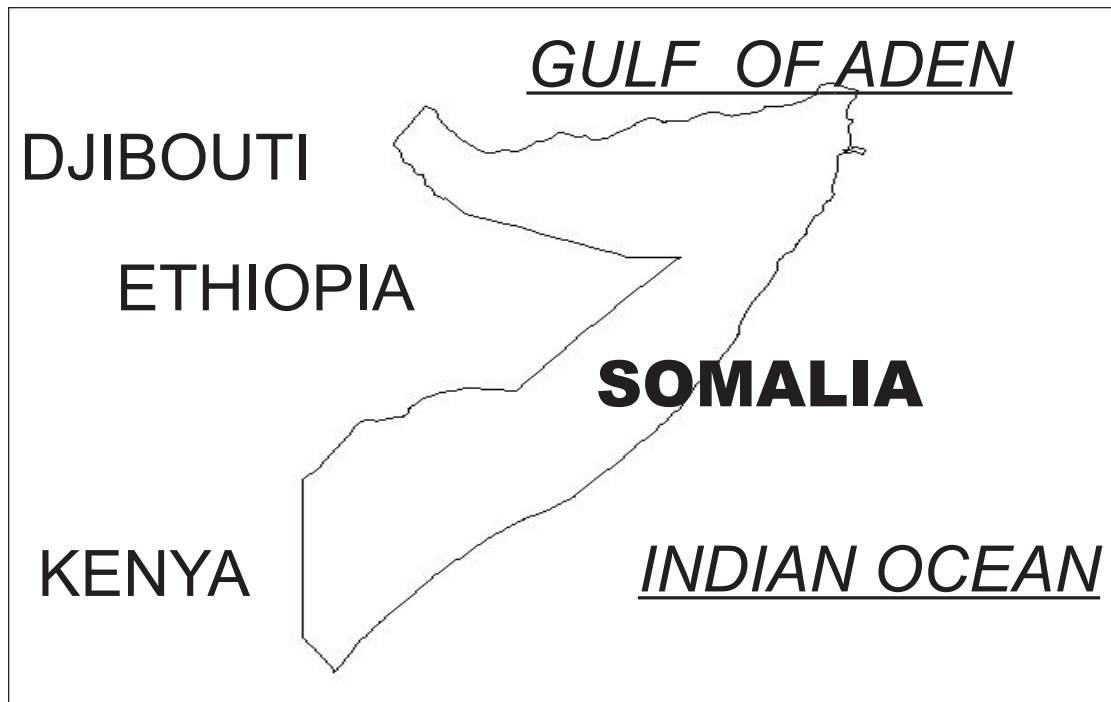 GULF OF ADEN
DJIBOUTI
ETHIOPIA
SOMALIA
KENYA
INDIAN OCEAN